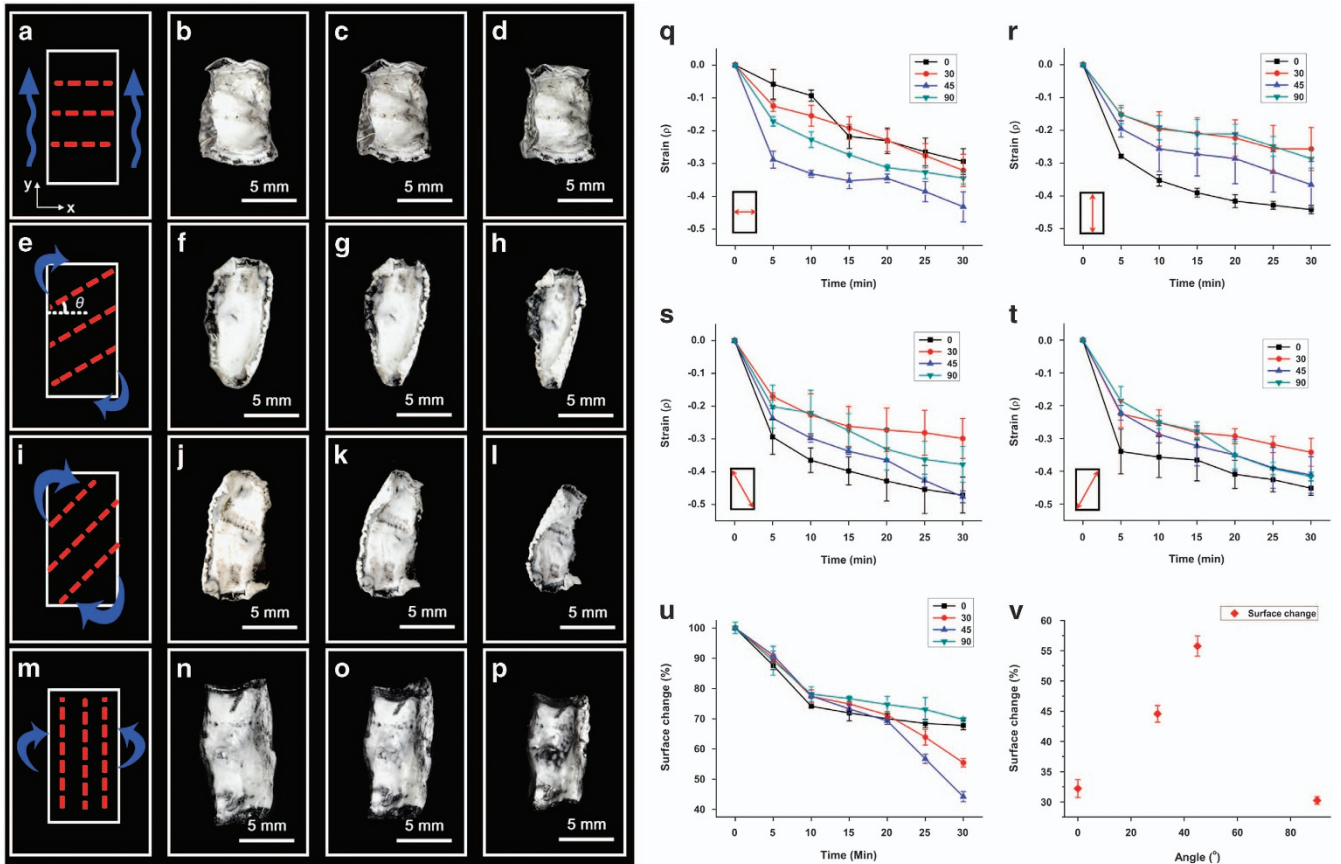 a
b
c
d
y
x
5 mm
5 mm
5 mm
e
f
g
h
θ
5 mm
5 mm
5 mm
i
j
k
l
5 mm
5 mm
5 mm
m
n
o
p
5 mm
5 mm
5 mm
q
0
30
45
90
0.0
-0.1
-0.2
-0.3
-0.4
-0.5
Strain (ρ)
0 5 10 15 20 25 30
Time (min)
r
0
30
45
90
0.0
-0.1
-0.2
-0.3
-0.4
-0.5
Strain (ρ)
0 5 10 15 20 25 30
Time (min)
s
0
30
45
90
0.0
-0.1
-0.2
-0.3
-0.4
-0.5
Strain (ρ)
0 5 10 15 20 25 30
Time (min)
t
0
30
45
90
0.0
-0.1
-0.2
-0.3
-0.4
-0.5
Strain (ρ)
0 5 10 15 20 25 30
Time (min)
u
0
30
45
90
100
90
80
70
60
50
40
Surface change (%)
0 5 10 15 20 25 30
Time (Min)
v
Surface change
60
55
50
45
40
35
30
Surface change (%)
0 20 40 60 80
Angle (°)